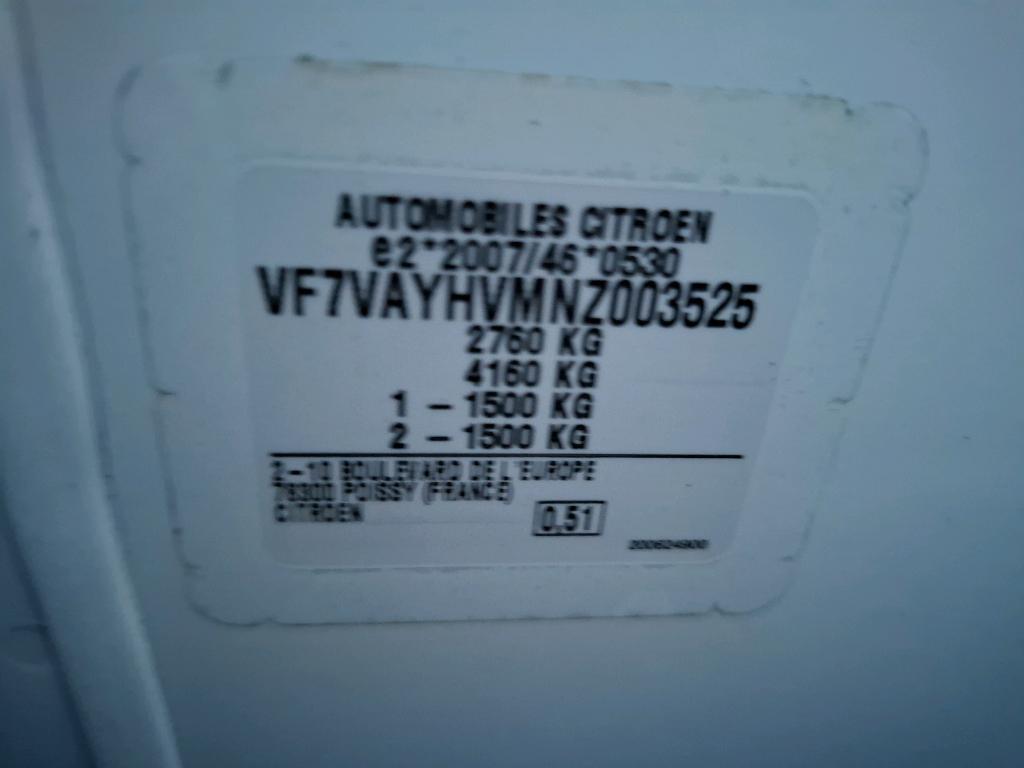 AUTOMOBILES CITROEN
e2*2007/46*0530
VF7VAYHVMNZ003525
2760 KG
4160 KG
1 – 1500 KG
2 – 1500 KG
2–10 BOULEVARD DE L'EUROPE
78300 POISSY (FRANCE)
CITROEN
0.51
200624900